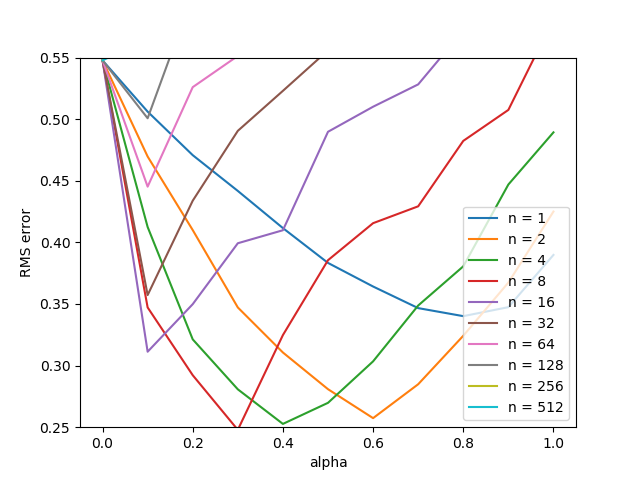 0.55
0.50
0.45
0.40
0.35
0.30
0.25
RMS error
0.0
0.2
0.4
0.6
0.8
1.0
alpha
n = 1
n = 2
n = 4
n = 8
n = 16
n = 32
n = 64
n = 128
n = 256
n = 512